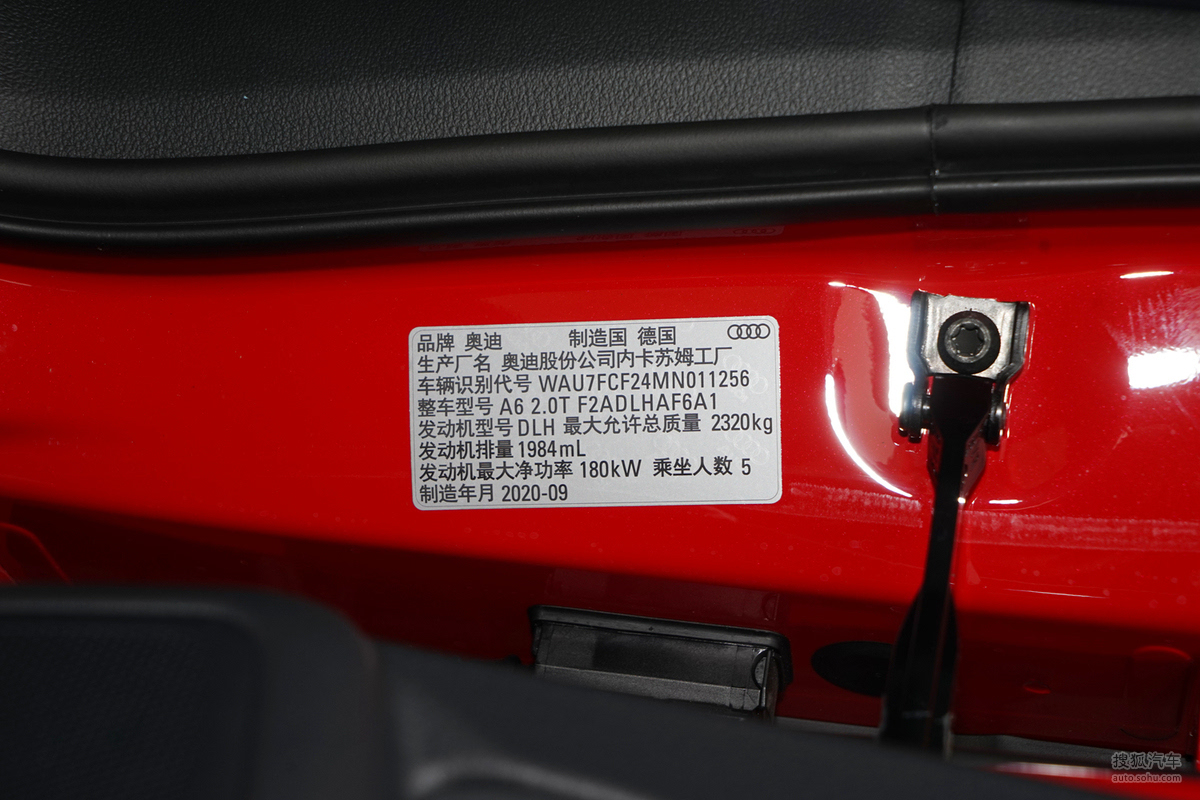 品牌 奥迪 制造国 德国
生产厂名 奥迪股份公司内卡苏姆工厂
车辆识别代号 WAU7FCF24MN011256
整车型号 A6 2.0T F2ADLHAF6A1
发动机型号 DLH 最大允许总质量 2320kg
发动机排量 1984mL
发动机最大净功率 180kW 乘坐人数 5
制造年月 2020-09
搜狐汽车
auto.sohu.com